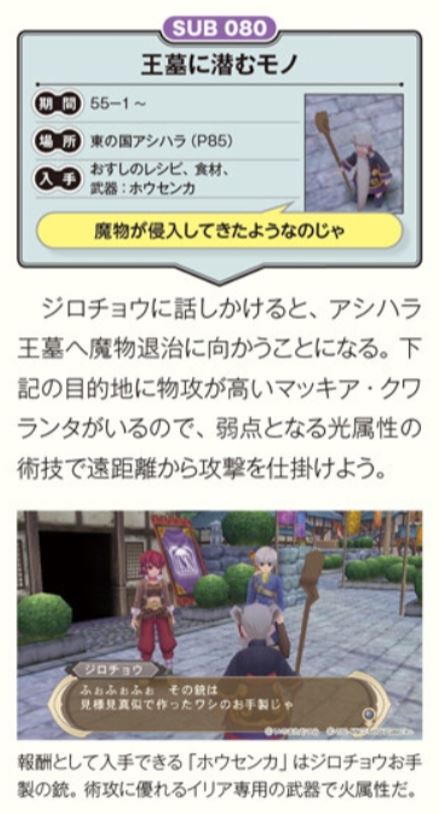 SUB 080
王墓に潜むモノ
期間 55−1〜
場所 東の国アシハラ（P85）
入手 おすしのレシピ、食材、
武器：ホウセンカ
魔物が侵入してきたようなのじゃ
　ジロチョウに話しかけると、アシハラ
王墓へ魔物退治に向かうことになる。下
記の目的地に物攻が高いマッキア・クワ
ランタがいるので、弱点となる光属性の
術技で遠距離から攻撃を仕掛けよう。
ジロチョウ
ふぉふぉふぉ　その銃は
見様見真似で作ったワシのお手製じゃ
報酬として入手できる「ホウセンカ」はジロチョウお手
製の銃。術攻に優れるイリア専用の武器で火属性だ。